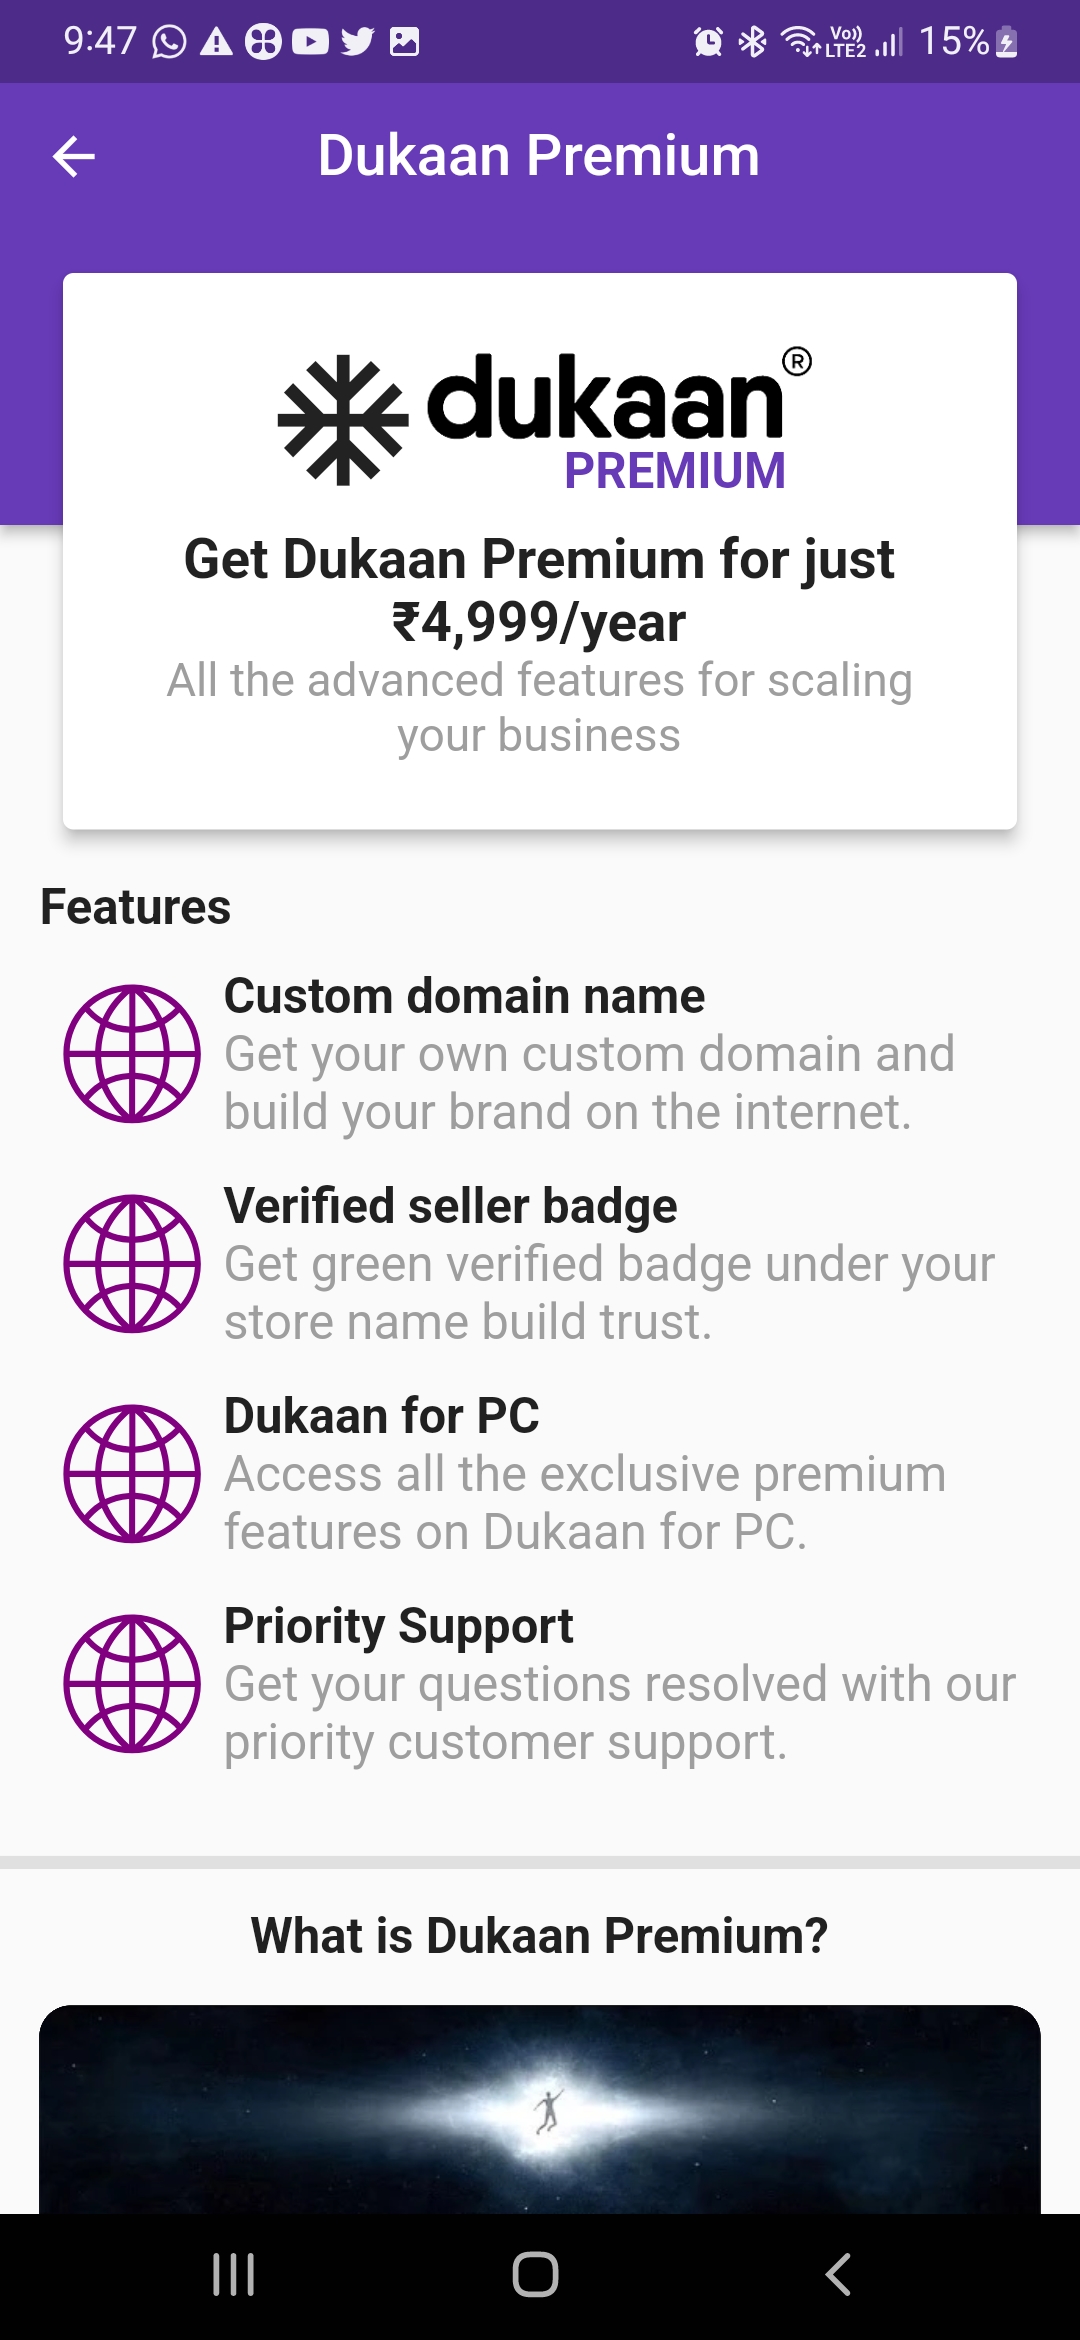 9:47
Vo))
LTE2
15%
Dukaan Premium
dukaan®
PREMIUM
Get Dukaan Premium for just
₹4,999/year
All the advanced features for scaling
your business
Features
Custom domain name
Get your own custom domain and
build your brand on the internet.
Verified seller badge
Get green verified badge under your
store name build trust.
Dukaan for PC
Access all the exclusive premium
features on Dukaan for PC.
Priority Support
Get your questions resolved with our
priority customer support.
What is Dukaan Premium?